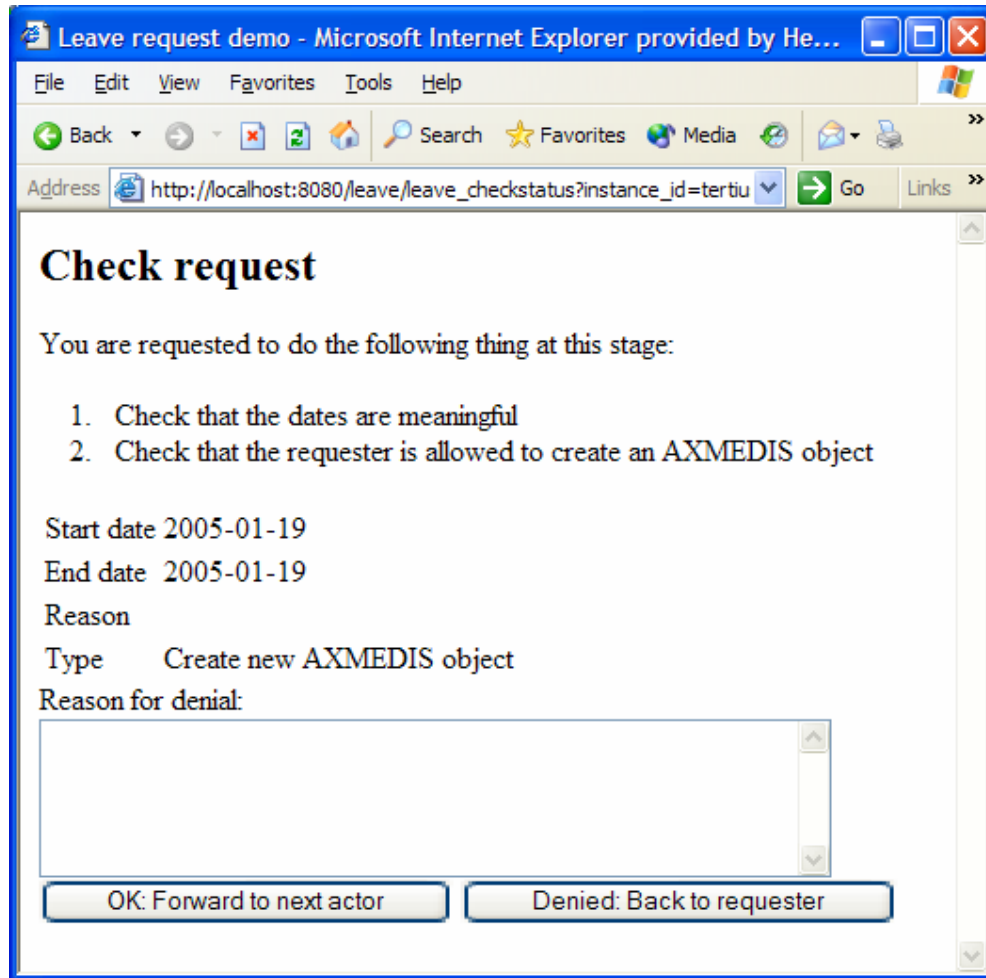 Leave request demo - Microsoft Internet Explorer provided by He...
File Edit View Favorites Tools Help
Back Search Favorites Media
Address http://localhost:8080/leave/leave_checkstatus?instance_id=tertiu Go Links
Check request
You are requested to do the following thing at this stage:
1. Check that the dates are meaningful
2. Check that the requester is allowed to create an AXMEDIS object
Start date 2005-01-19
End date 2005-01-19
Reason
Type Create new AXMEDIS object
Reason for denial:
OK: Forward to next actor Denied: Back to requester